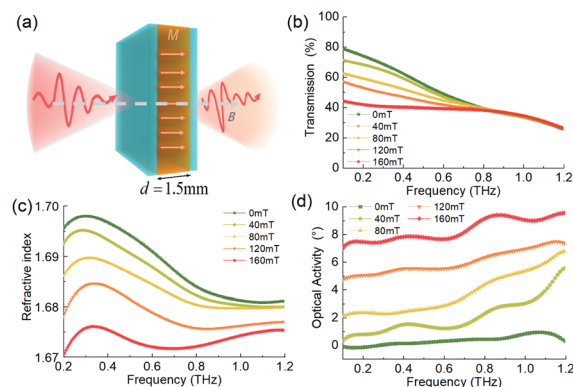 (a)
M
B
d = 1.5mm
(b)
Transmission (%)
100
80
60
40
20
0
0mT
40mT
80mT
120mT
160mT
0.2 0.4 0.6 0.8 1.0 1.2
Frequency (THz)
(c)
Refractive index
1.70
1.69
1.68
1.67
0mT
40mT
80mT
120mT
160mT
0.2 0.4 0.6 0.8 1.0 1.2
Frequency (THz)
(d)
Optical Activity (°)
10
8
6
4
2
0
0mT
40mT
80mT
120mT
160mT
0.2 0.4 0.6 0.8 1.0 1.2
Frequency (THz)